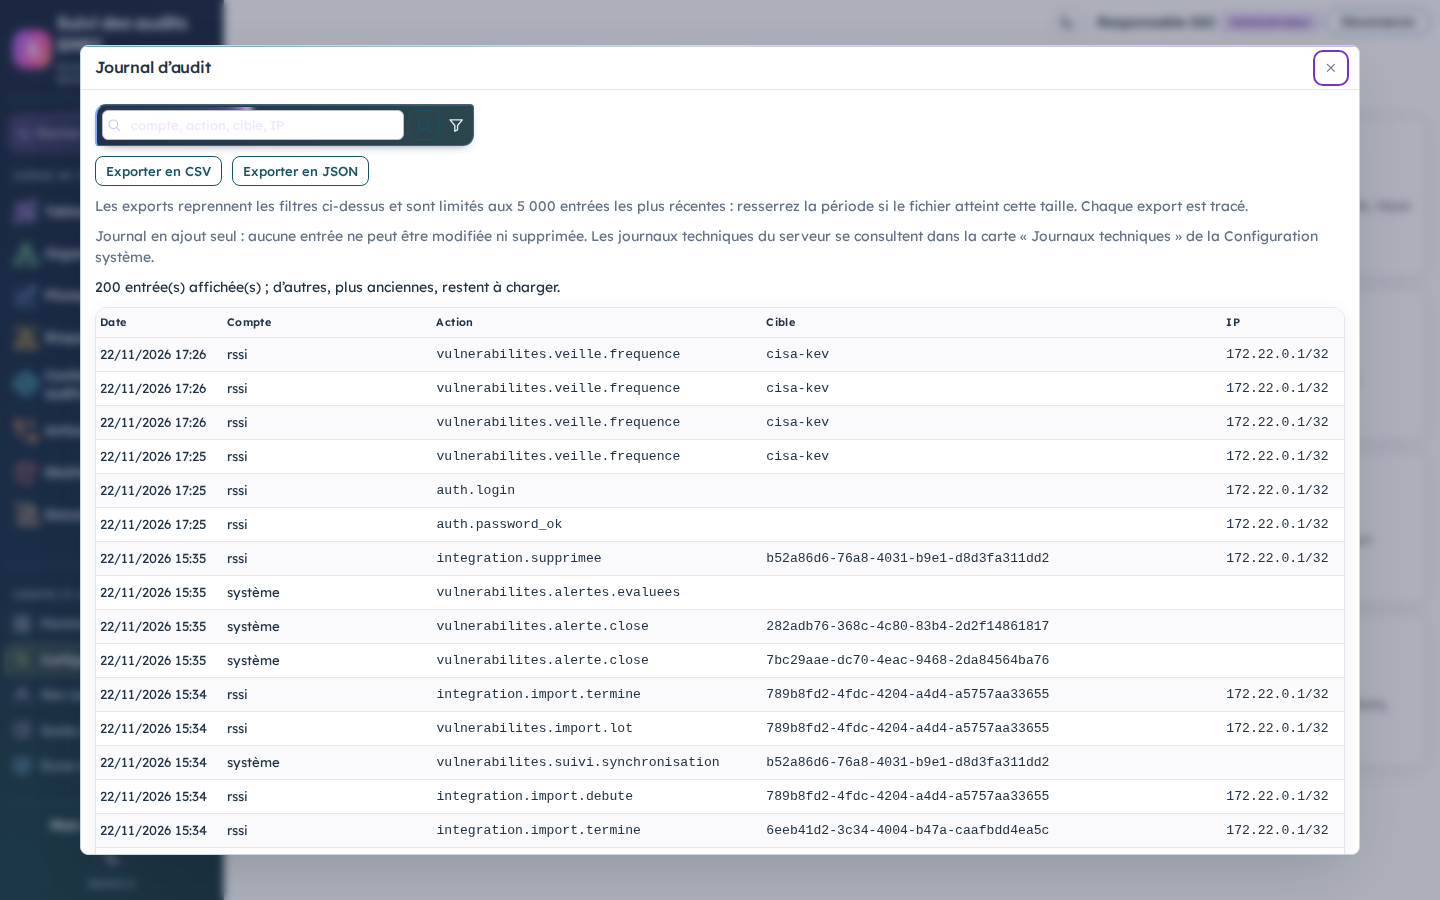 Journal d’audit
compte, action, cible, IP
Exporter en CSV Exporter en JSON
Les exports reprennent les filtres ci-dessus et sont limités aux 5 000 entrées les plus récentes : resserrez la période si le fichier atteint cette taille. Chaque export est tracé.
Journal en ajout seul : aucune entrée ne peut être modifiée ni supprimée. Les journaux techniques du serveur se consultent dans la carte « Journaux techniques » de la Configuration
système.
200 entrée(s) affichée(s) ; d’autres, plus anciennes, restent à charger.
Date Compte Action Cible IP
22/11/2026 17:26 rssi vulnerabilites.veille.frequence cisa-kev 172.22.0.1/32
22/11/2026 17:26 rssi vulnerabilites.veille.frequence cisa-kev 172.22.0.1/32
22/11/2026 17:26 rssi vulnerabilites.veille.frequence cisa-kev 172.22.0.1/32
22/11/2026 17:25 rssi vulnerabilites.veille.frequence cisa-kev 172.22.0.1/32
22/11/2026 17:25 rssi auth.login 172.22.0.1/32
22/11/2026 17:25 rssi auth.password_ok 172.22.0.1/32
22/11/2026 15:35 rssi integration.supprimee b52a86d6-76a8-4031-b9e1-d8d3fa311dd2 172.22.0.1/32
22/11/2026 15:35 système vulnerabilites.alertes.evaluees
22/11/2026 15:35 système vulnerabilites.alerte.close 282adb76-368c-4c80-83b4-2d2f14861817
22/11/2026 15:35 système vulnerabilites.alerte.close 7bc29aae-dc70-4eac-9468-2da84564ba76
22/11/2026 15:34 rssi integration.import.termine 789b8fd2-4fdc-4204-a4d4-a5757aa33655 172.22.0.1/32
22/11/2026 15:34 rssi vulnerabilites.import.lot 789b8fd2-4fdc-4204-a4d4-a5757aa33655 172.22.0.1/32
22/11/2026 15:34 système vulnerabilites.suivi.synchronisation b52a86d6-76a8-4031-b9e1-d8d3fa311dd2
22/11/2026 15:34 rssi integration.import.debute 789b8fd2-4fdc-4204-a4d4-a5757aa33655 172.22.0.1/32
22/11/2026 15:34 rssi integration.import.termine 6eeb41d2-3c34-4004-b47a-caafbdd4ea5c 172.22.0.1/32